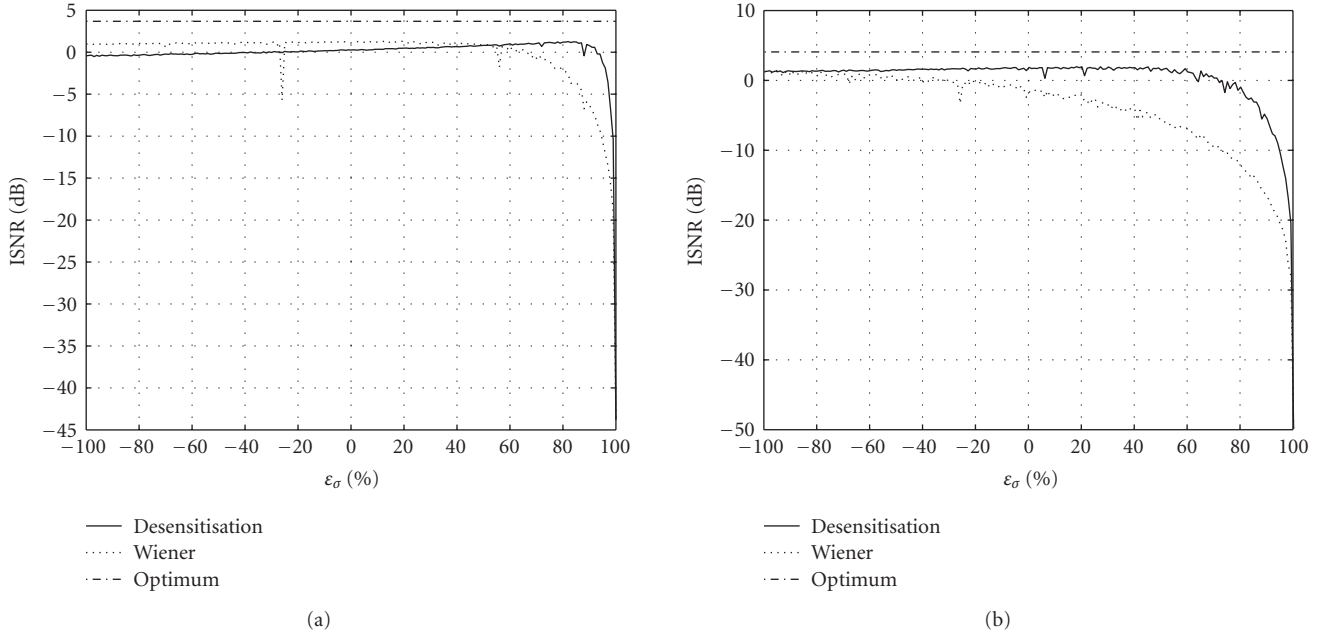 5
0
−5
−10
−15
−20
−25
−30
−35
−40
−45
ISNR (dB)
−100 −80 −60 −40 −20 0 20 40 60 80 100
εσ (%)
Desensitisation
Wiener
Optimum
(a)
10
0
−10
−20
−30
−40
−50
ISNR (dB)
−100 −80 −60 −40 −20 0 20 40 60 80 100
εσ (%)
Desensitisation
Wiener
Optimum
(b)